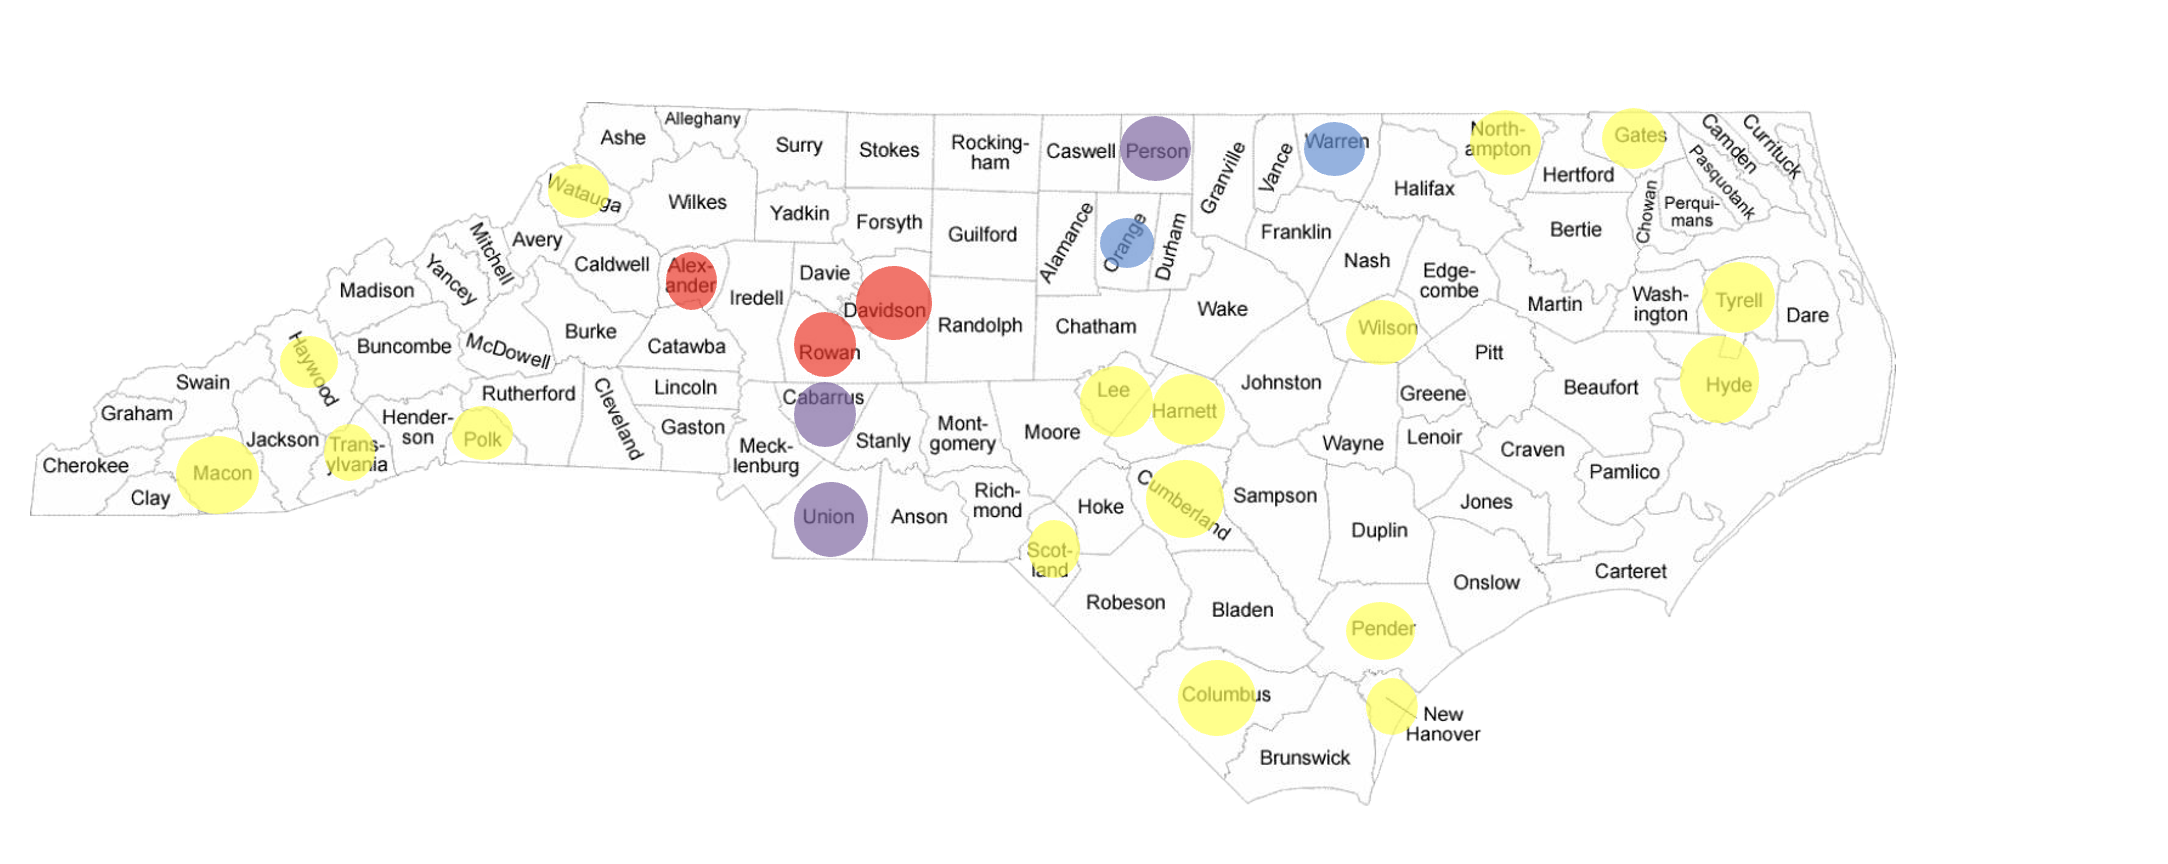 Ashe
Alleghany
Surry
Stokes
Rocking-
ham
Caswell
Person
Granville
Vance
Warren
Halifax
North-
ampton
Hertford
Gates
Chowan
Perqui-
mans
Pasquotank
Camden
Currituck
Watauga
Wilkes
Yadkin
Forsyth
Guilford
Alamance
Orange
Durham
Franklin
Nash
Edge-
combe
Bertie
Martin
Wash-
ington
Tyrell
Dare
Mitchell
Avery
Caldwell
Alex-
ander
Iredell
Davie
Davidson
Randolph
Chatham
Wake
Wilson
Pitt
Beaufort
Hyde
Madison
Yancey
Burke
McDowell
Buncombe
Haywood
Catawba
Rowan
Swain
Graham
Cherokee
Clay
Macon
Jackson
Trans-
ylvania
Hender-
son
Polk
Rutherford
Cleveland
Lincoln
Gaston
Meck-
lenburg
Cabarrus
Stanly
Mont-
gomery
Moore
Lee
Harnett
Johnston
Wayne
Greene
Lenoir
Craven
Pamlico
Union
Anson
Rich-
mond
Scot-
land
Hoke
Cumberland
Sampson
Duplin
Jones
Onslow
Carteret
Robeson
Bladen
Pender
Columbus
Brunswick
New
Hanover